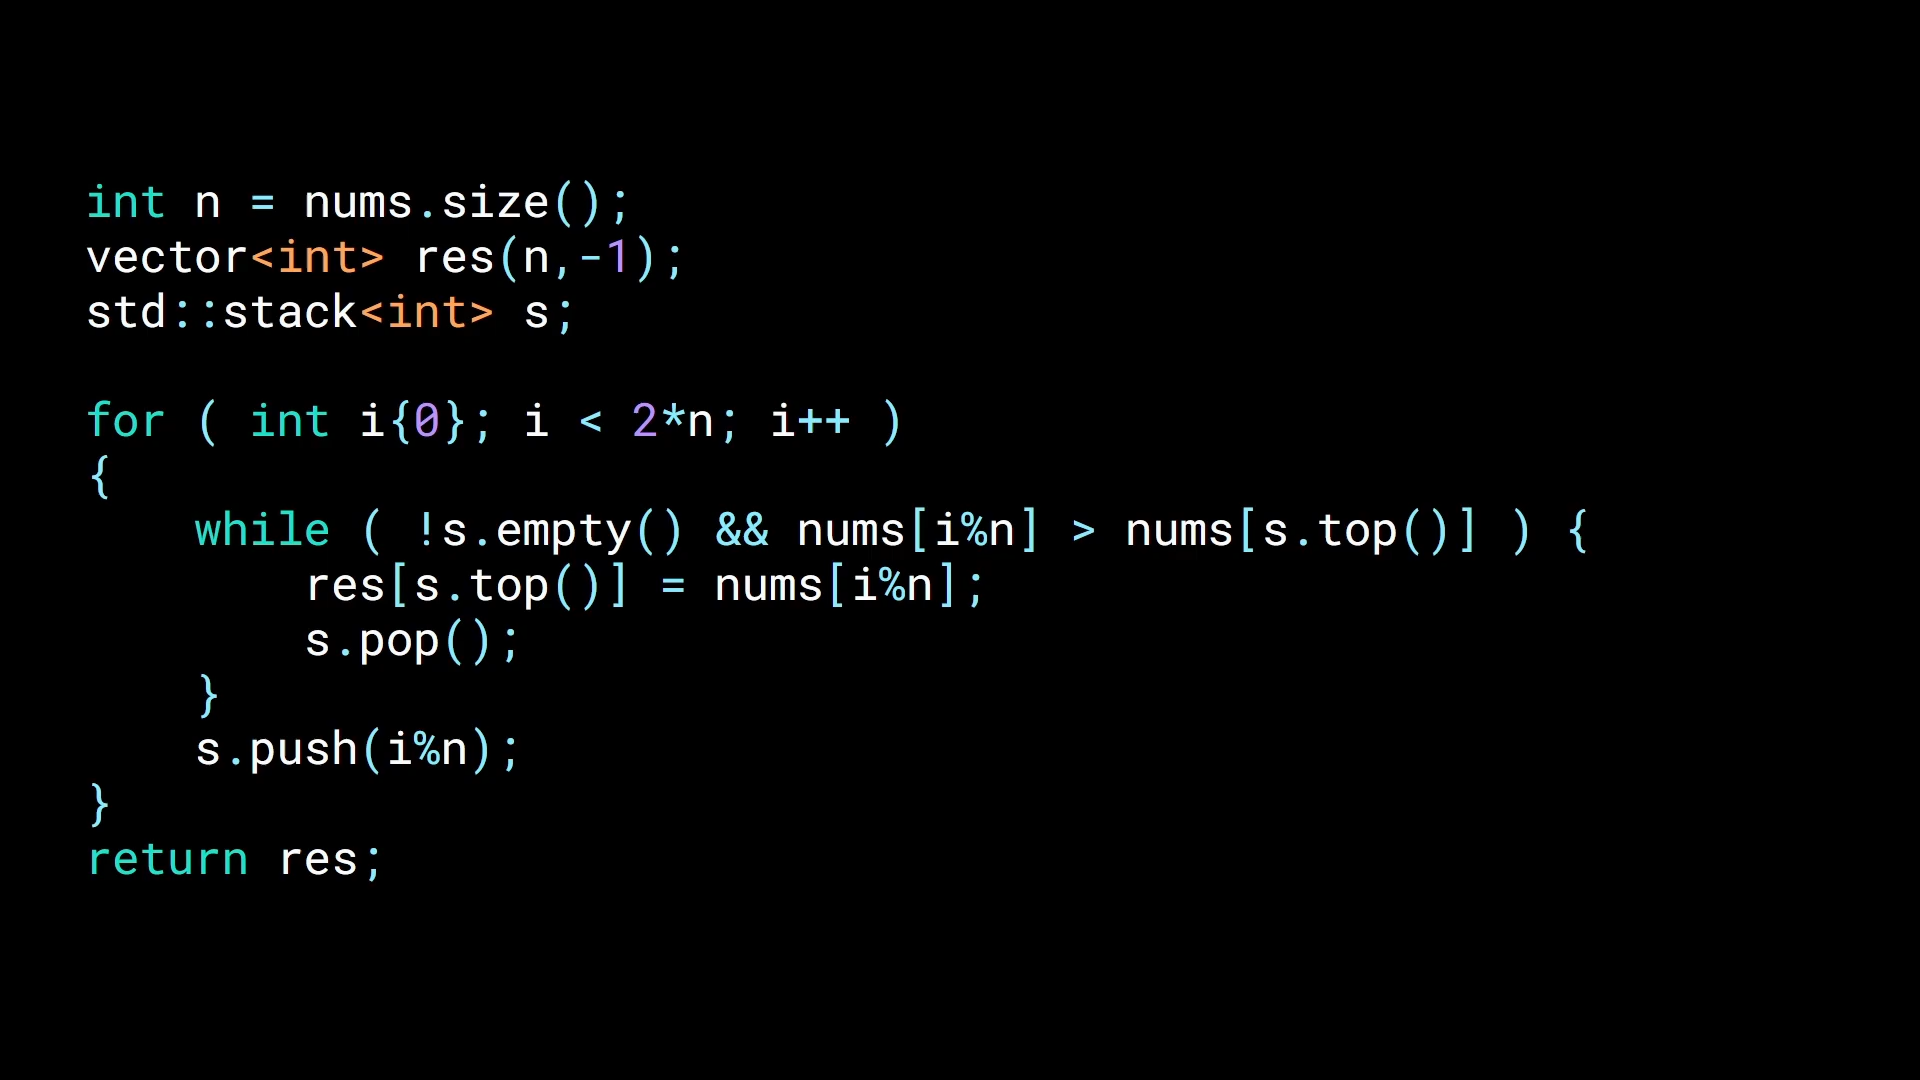 int n = nums.size();
vector<int> res(n,-1);
std::stack<int> s;

for ( int i{0}; i < 2*n; i++ )
{
    while ( !s.empty() && nums[i%n] > nums[s.top()] ) {
        res[s.top()] = nums[i%n];
        s.pop();
    }
    s.push(i%n);
}
return res;